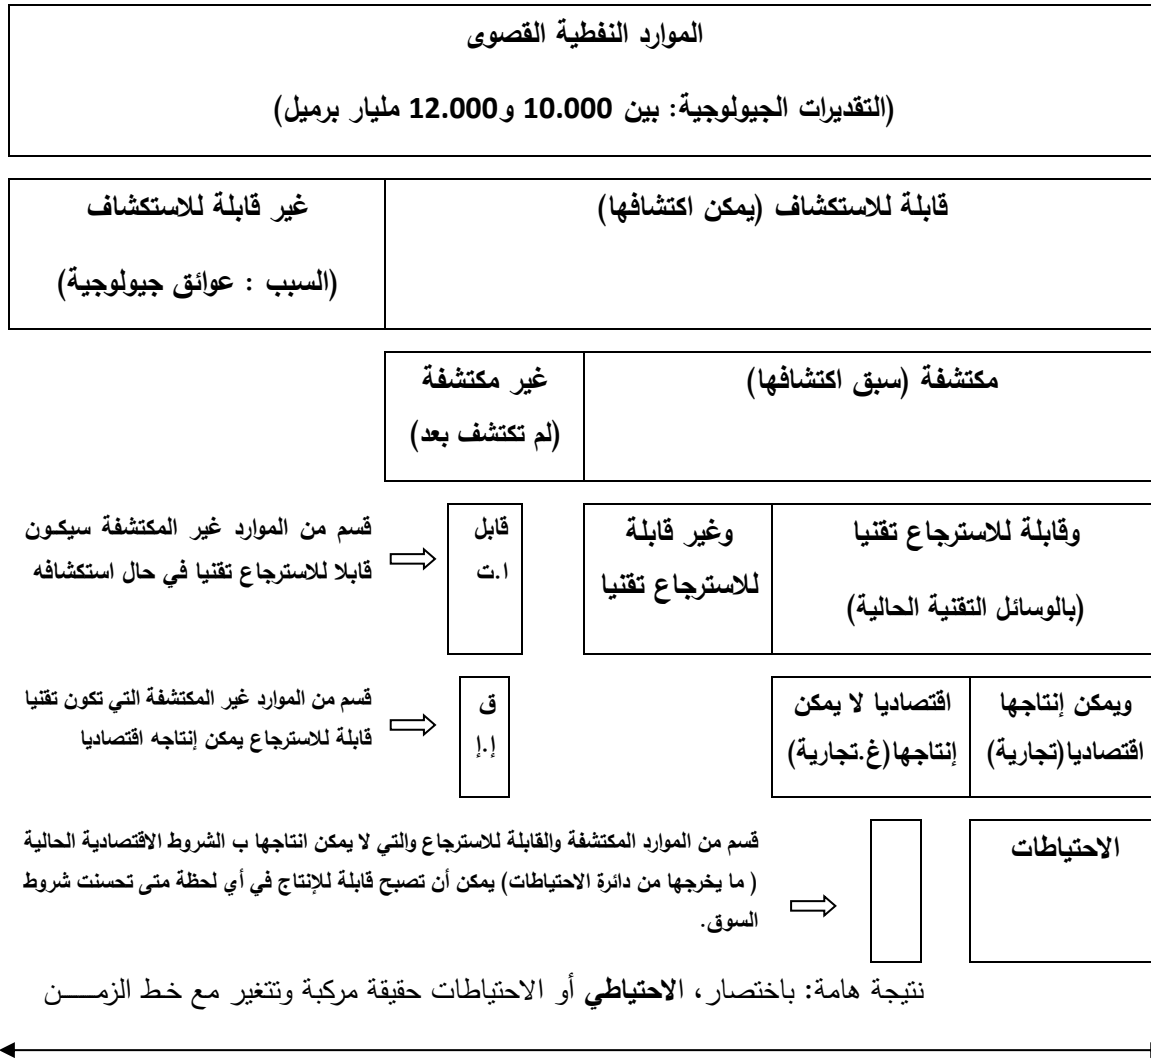 الموارد النفطية القصوى
(التقديرات الجيولوجية: بين 10.000 و12.000 مليار برميل)
قابلة للاستكشاف (يمكن اكتشافها)
غير قابلة للاستكشاف
(السبب : عوائق جيولوجية)
مكتشفة (سبق اكتشافها)
غير مكتشفة
(لم تكتشف بعد)
وقابلة للاسترجاع تقنيا
(بالوسائل التقنية الحالية)
وغير قابلة
للاسترجاع تقنيا
قابل
ا.ت
قسم من الموارد غير المكتشفة سيكون
قابلا للاسترجاع تقنيا في حال استكشافه
ويمكن إنتاجها
اقتصاديا(تجارية)
اقتصاديا لا يمكن
إنتاجها(غ.تجارية)
ق
إ.إ
قسم من الموارد غير المكتشفة التي تكون تقنيا
قابلة للاسترجاع يمكن إنتاجه اقتصاديا
الاحتياطات
قسم من الموارد المكتشفة والقابلة للاسترجاع والتي لا يمكن انتاجها ب الشروط الاقتصادية الحالية
( ما يخرجها من دائرة الاحتياطات) يمكن أن تصبح قابلة للإنتاج في أي لحظة متى تحسنت شروط
السوق.
نتيجة هامة: باختصار، الاحتياطي أو الاحتياطات حقيقة مركبة وتتغير مع خط الزمـــــن